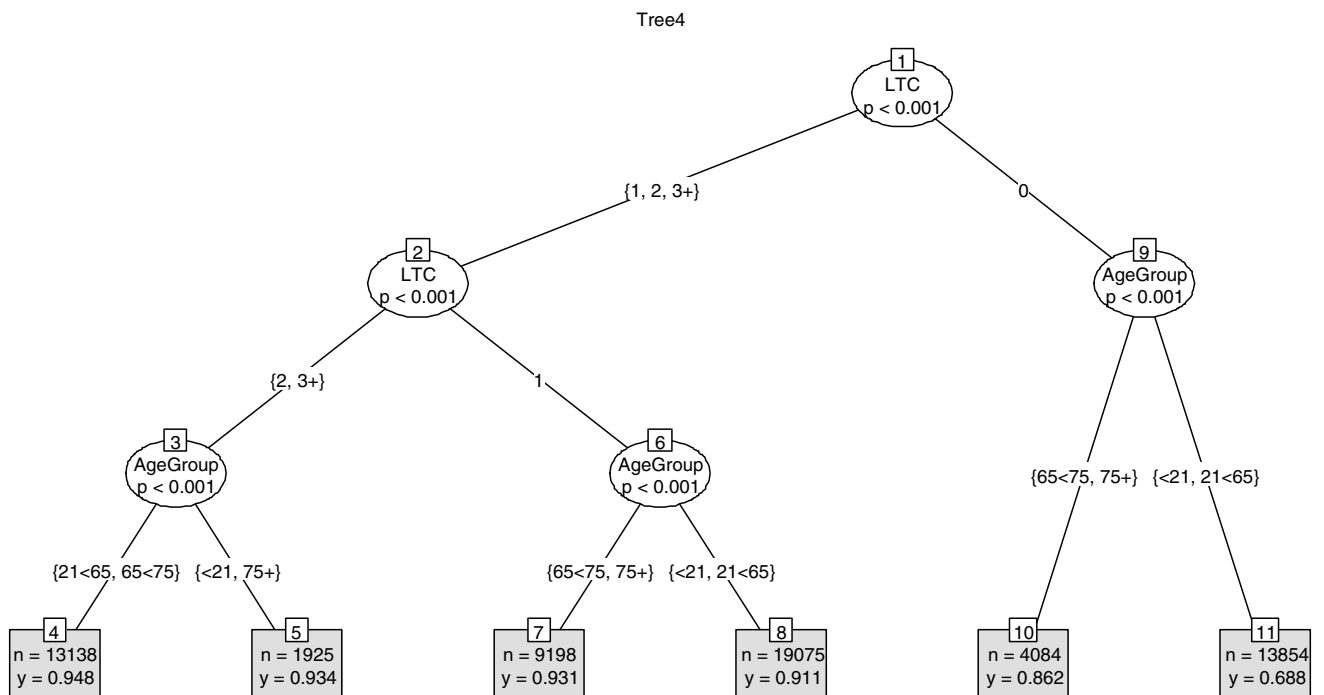 Tree4
1
LTC
p < 0.001
{1, 2, 3+}
0
2
LTC
p < 0.001
9
AgeGroup
p < 0.001
{2, 3+}
1
3
AgeGroup
p < 0.001
6
AgeGroup
p < 0.001
{65<75, 75+}
{<21, 21<65}
{21<65, 65<75}
{<21, 75+}
{65<75, 75+}
{<21, 21<65}
4
n = 13138
y = 0.948
5
n = 1925
y = 0.934
7
n = 9198
y = 0.931
8
n = 19075
y = 0.911
10
n = 4084
y = 0.862
11
n = 13854
y = 0.688